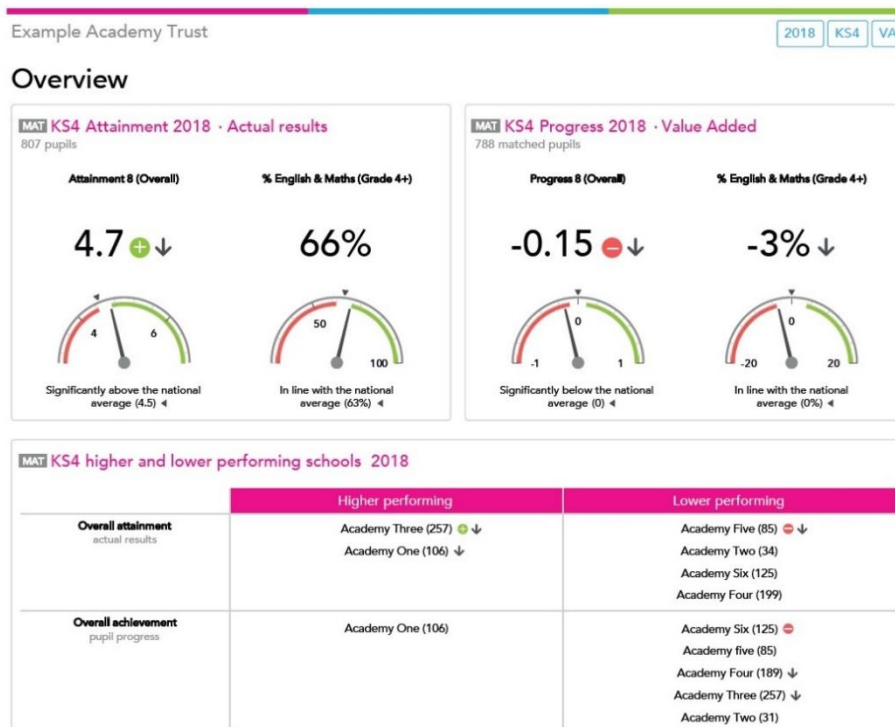 Example Academy Trust
2018 KS4 VA
Overview
MAT KS4 Attainment 2018 · Actual results
807 pupils
Attainment 8 (Overall)
% English & Maths (Grade 4+)
4.7
66%
4 6
50 100
Significantly above the national
average (4.5)
In line with the national
average (63%)
MAT KS4 Progress 2018 · Value Added
788 matched pupils
Progress 8 (Overall)
% English & Maths (Grade 4+)
-0.15
-3%
-1 0 1
-20 0 20
Significantly below the national
average (0)
In line with the national
average (0%)
MAT KS4 higher and lower performing schools 2018
Higher performing
Lower performing
Overall attainment
actual results
Academy Three (257)
Academy One (106)
Academy Five (85)
Academy Two (34)
Academy Six (125)
Academy Four (199)
Overall achievement
pupil progress
Academy One (106)
Academy Six (125)
Academy five (85)
Academy Four (189)
Academy Three (257)
Academy Two (31)